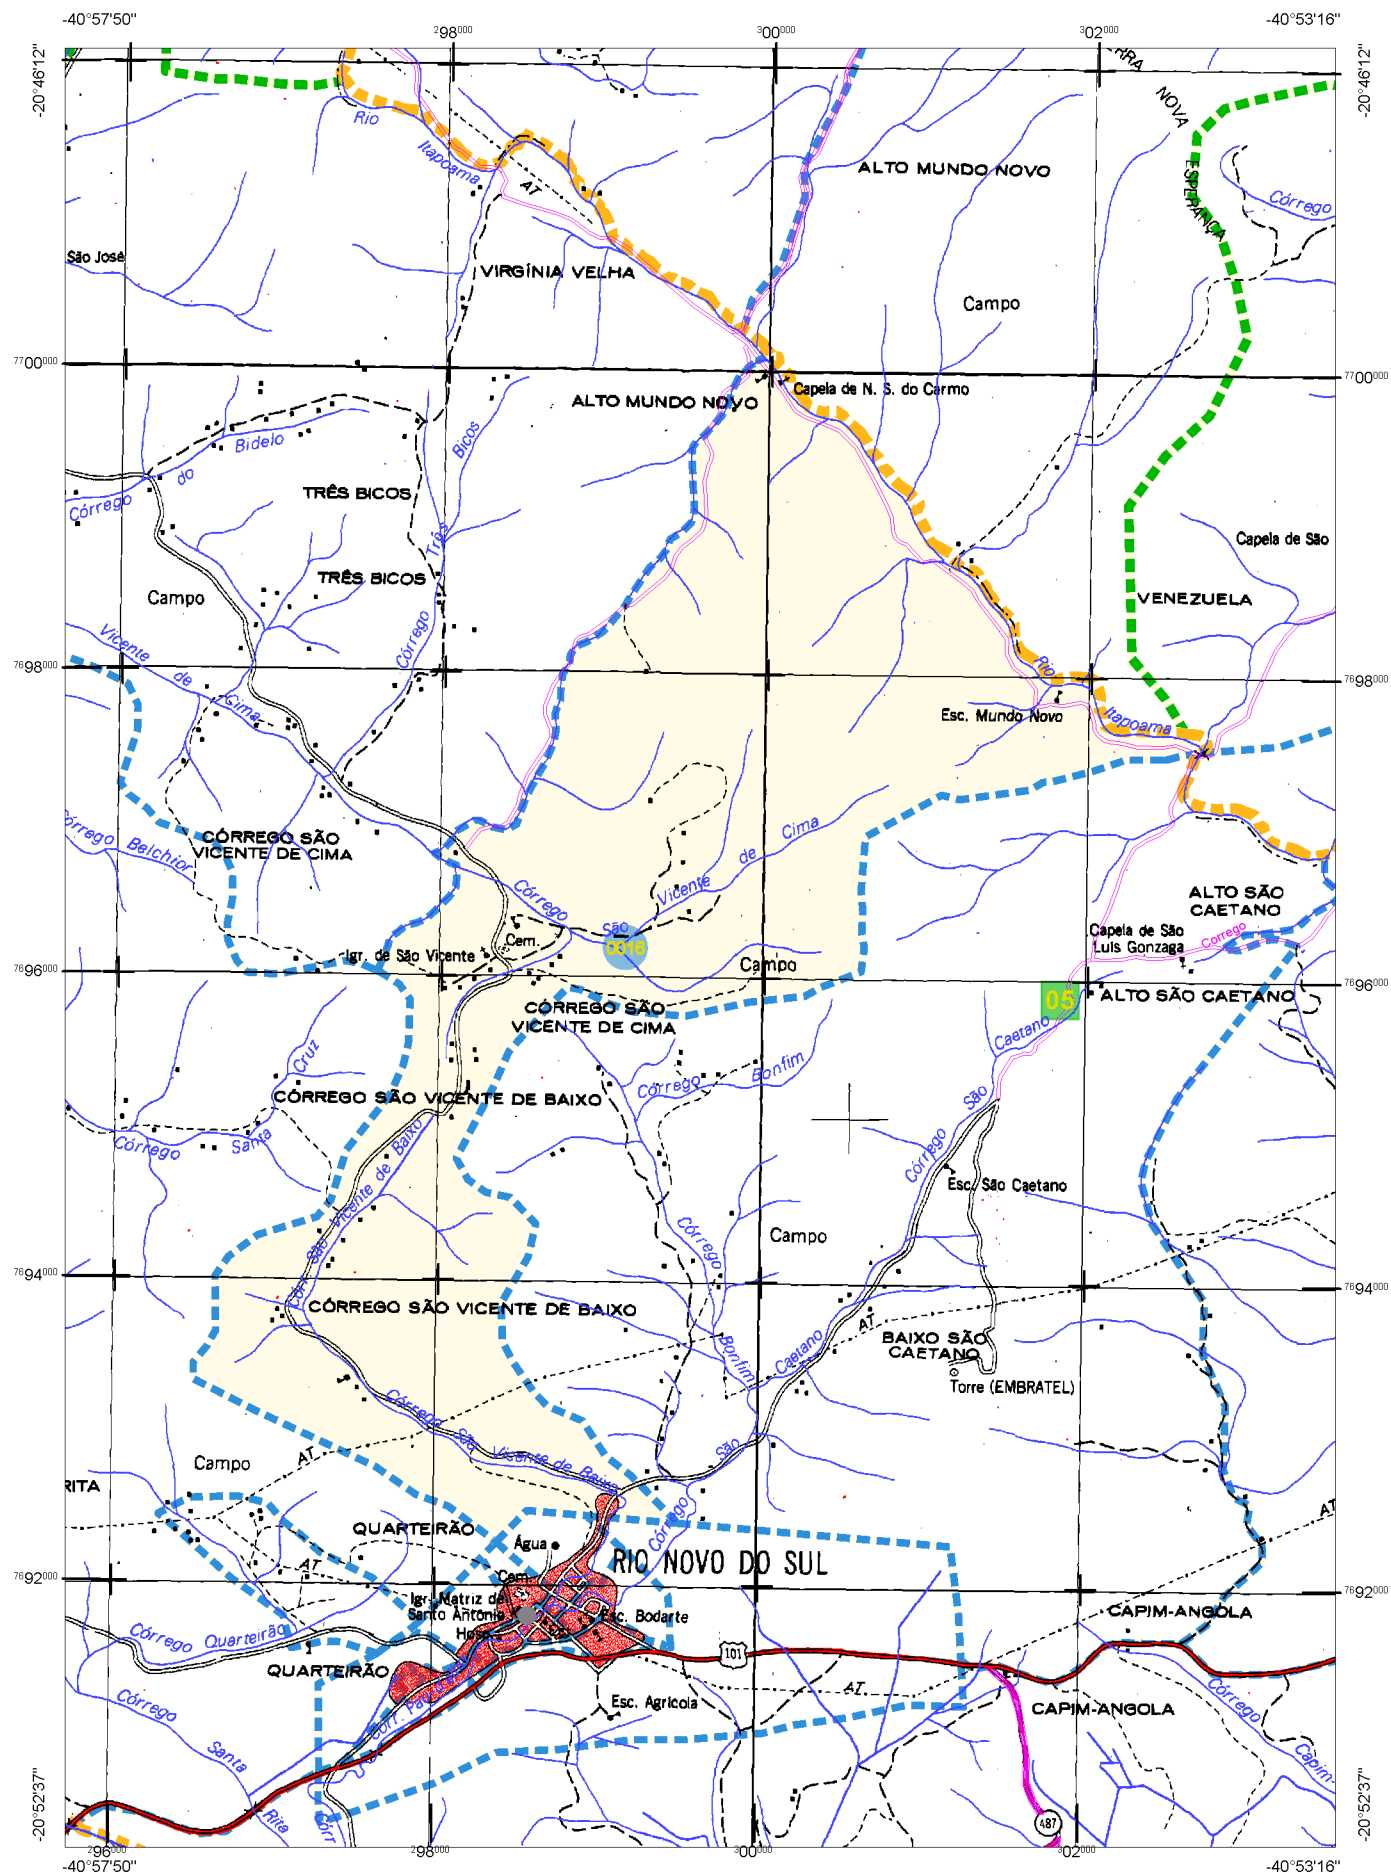 -40°57'50"
-40°53'16"
298000
300000
302000
-20°46'12"
-20°46'12"
RRA
NOVA
ESPERANÇA
Rio
Itapoama
AT
ALTO MUNDO NOVO
Córrego
São José
VIRGÍNIA VELHA
Campo
7700000
7700000
Capela de N. S. do Carmo
ALTO MUNDO NOVO
Bidelo
do
Córrego
Bicos
TRÊS BICOS
Três
Capela de São
TRÊS BICOS
Campo
VENEZUELA
Córrego
Vicente
de
Cima
7698000
7698000
Rio
Itapoama
Esc. Mundo Novo
CÓRREGO SÃO
VICENTE DE CIMA
Córrego Belchior
Cima
de
Vicente
São
Córrego
ALTO SÃO
CAETANO
Capela de São
Luis Gonzaga
Corrego
Cem.
Igr. de São Vicente
0016
Campo
7696000
7696000
05
ALTO SÃO CAETANO
CÓRREGO SÃO
VICENTE DE CIMA
Caetano
Cruz
Santa
Córrego
Córrego
Bonfim
CÓRREGO SÃO VICENTE DE BAIXO
São
Córrego
Córr. São Vicente de Baixo
Esc. São Caetano
Córrego
Campo
7694000
7694000
CÓRREGO SÃO VICENTE DE BAIXO
AT
BAIXO SÃO
CAETANO
Caetano
Bonfim
Torre (EMBRATEL)
Córrego São Vicente de Baixo
São
AT
Campo
RITA
Córrego
AT
QUARTEIRÃO
Água
RIO NOVO DO SUL
AT
7692000
7692000
Cem.
Igr. Matriz de
Santo Antônio
Esc. Bodarte
CAPIM-ANGOLA
Hosp.
Córrego Quarteirão
101
QUARTEIRÃO
AT
Esc. Agrícola
CAPIM-ANGOLA
Córrego
Capim-
Córrego
Santa
Rita
Córr
487
-20°52'37"
-20°52'37"
296000
298000
300000
302000
-40°57'50"
-40°53'16"